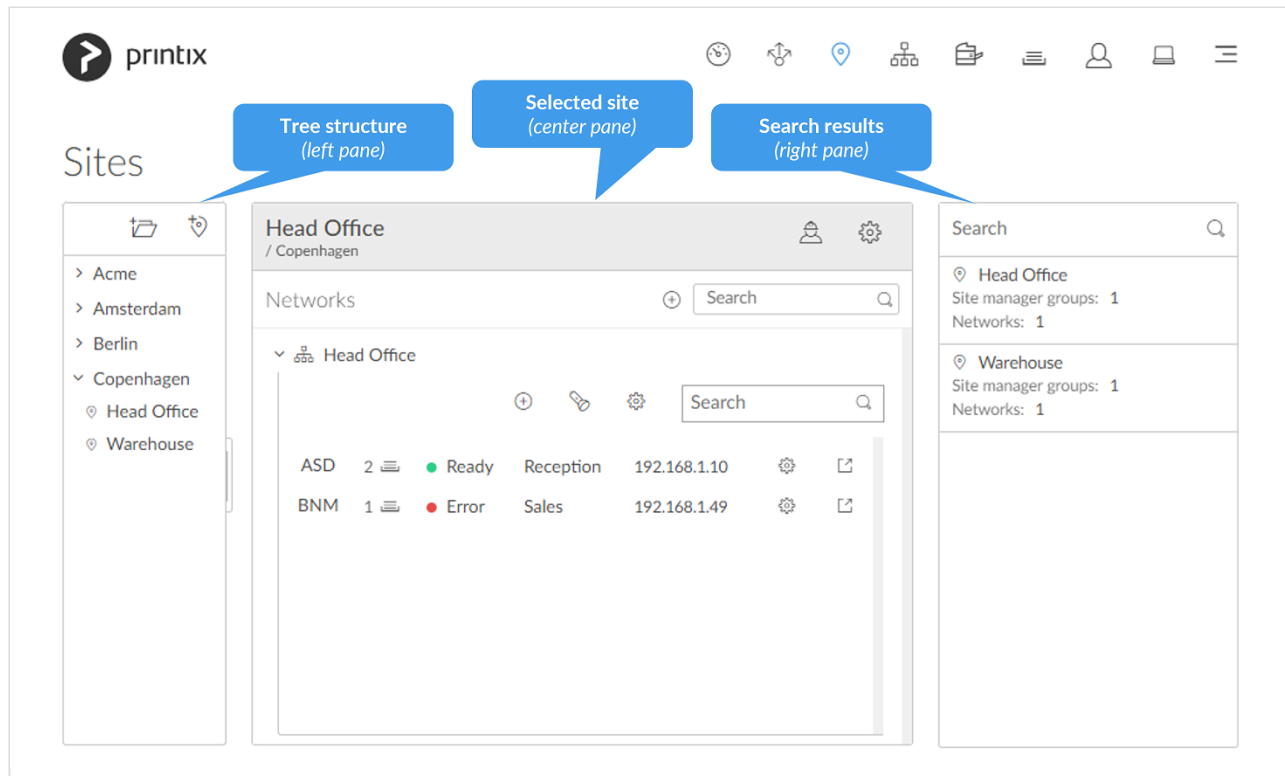 printix
Tree structure
(left pane)
Selected site
(center pane)
Search results
(right pane)
Sites
Acme
Amsterdam
Berlin
Copenhagen
Head Office
Warehouse
Head Office
/ Copenhagen
Networks
Search
Head Office
Search
ASD 2 Ready Reception 192.168.1.10
BNM 1 Error Sales 192.168.1.49
Search
Head Office
Site manager groups: 1
Networks: 1
Warehouse
Site manager groups: 1
Networks: 1